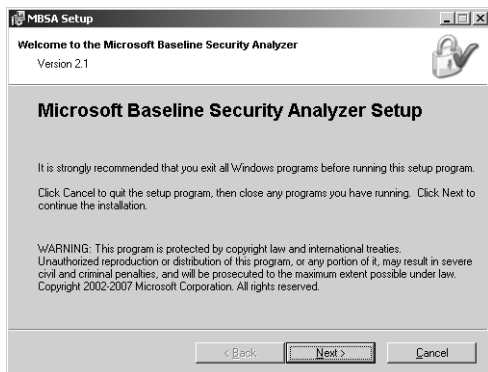 MBSA Setup
Welcome to the Microsoft Baseline Security Analyzer
Version 2.1
Microsoft Baseline Security Analyzer Setup
It is strongly recommended that you exit all Windows programs before running this setup program.
Click Cancel to quit the setup program, then close any programs you have running. Click Next to
continue the installation.
WARNING: This program is protected by copyright law and international treaties.
Unauthorized reproduction or distribution of this program, or any portion of it, may result in severe
civil and criminal penalties, and will be prosecuted to the maximum extent possible under law.
Copyright 2002-2007 Microsoft Corporation. All rights reserved.
< Back Next > Cancel